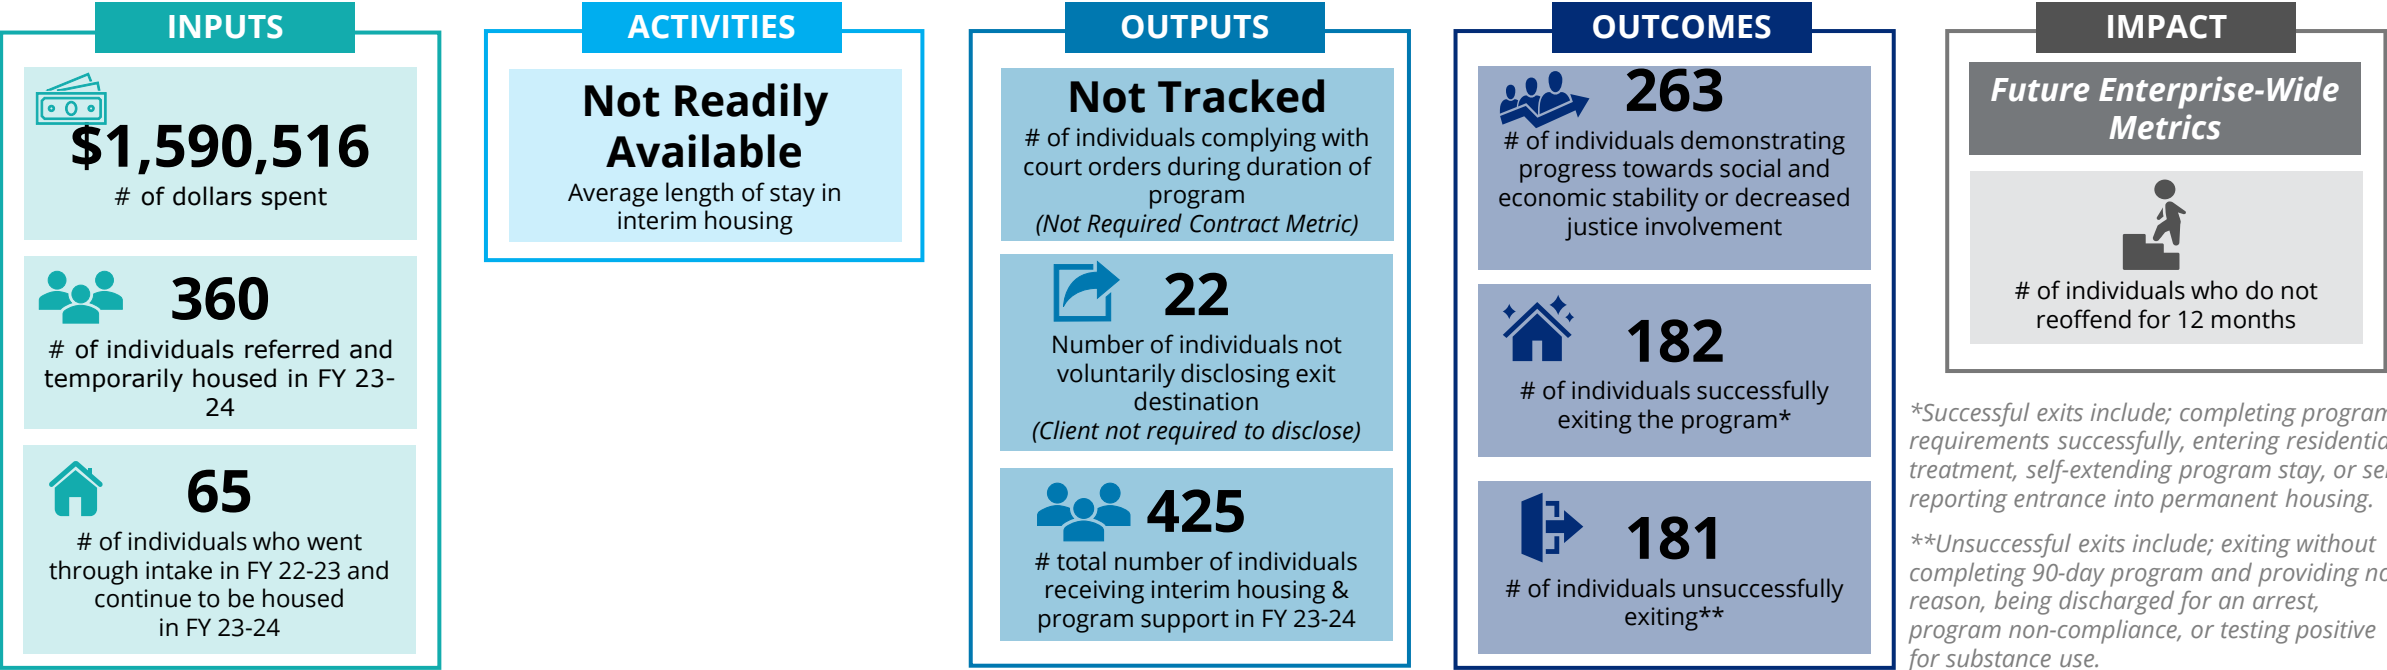 INPUTS
$1,590,516
# of dollars spent
360
# of individuals referred and
temporarily housed in FY 23-
24
65
# of individuals who went
through intake in FY 22-23 and
continue to be housed
in FY 23-24
ACTIVITIES
Not Readily
Available
Average length of stay in
interim housing
OUTPUTS
Not Tracked
# of individuals complying with
court orders during duration of
program
(Not Required Contract Metric)
22
Number of individuals not
voluntarily disclosing exit
destination
(Client not required to disclose)
425
# total number of individuals
receiving interim housing &
program support in FY 23-24
OUTCOMES
263
# of individuals demonstrating
progress towards social and
economic stability or decreased
justice involvement
182
# of individuals successfully
exiting the program*
181
# of individuals unsuccessfully
exiting**
IMPACT
Future Enterprise-Wide
Metrics
# of individuals who do not
reoffend for 12 months
*Successful exits include; completing program
requirements successfully, entering
treatment, self-extending program stay, or
reporting entrance into permanent housing.
**Unsuccessful exits include; exiting without
completing 90-day program and providing
reason, being discharged for an arrest,
program non-compliance, or testing positive
for substance use.